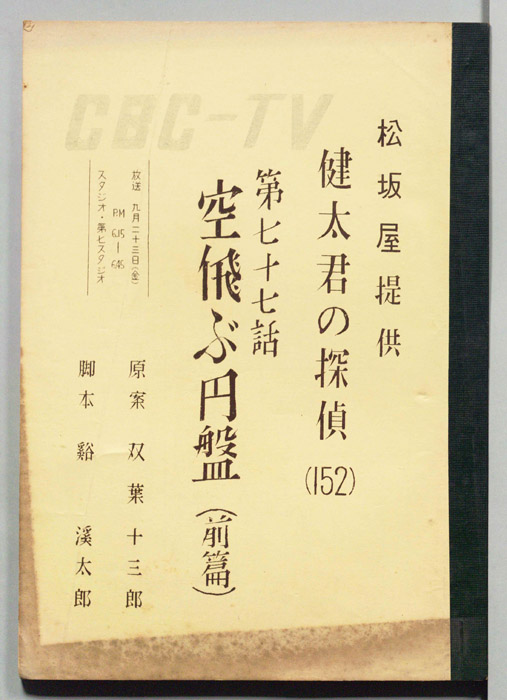 CBC-TV
松坂屋提供
健太君の探偵(152)
第七十七話
空飛ぶ円盤(前篇)
原案 双葉十三郎
脚本 谿 渓太郎
放送 九月二十三日(金)
P.M 6.15―6.45
スタジオ・第七スタジオ